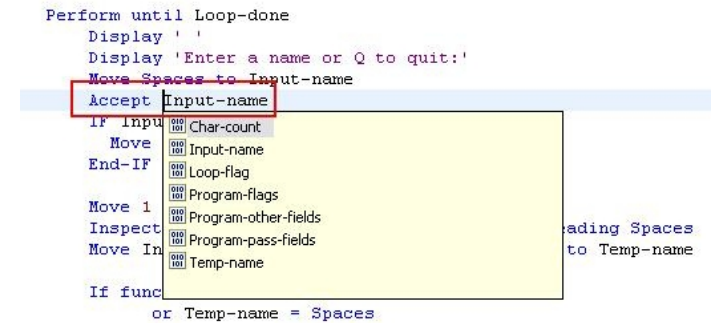 Perform until Loop-done
Display ' '
Display 'Enter a name or Q to quit:'
Move Spaces to Input-name
Accept Input-name
IF Inpu
Char-count
Move
Input-name
End-IF
Loop-flag
Program-flags
Move 1
Program-other-fields
Inspect ading Spaces
Program-pass-fields
Move In to Temp-name
Temp-name
If func
or Temp-name = Spaces